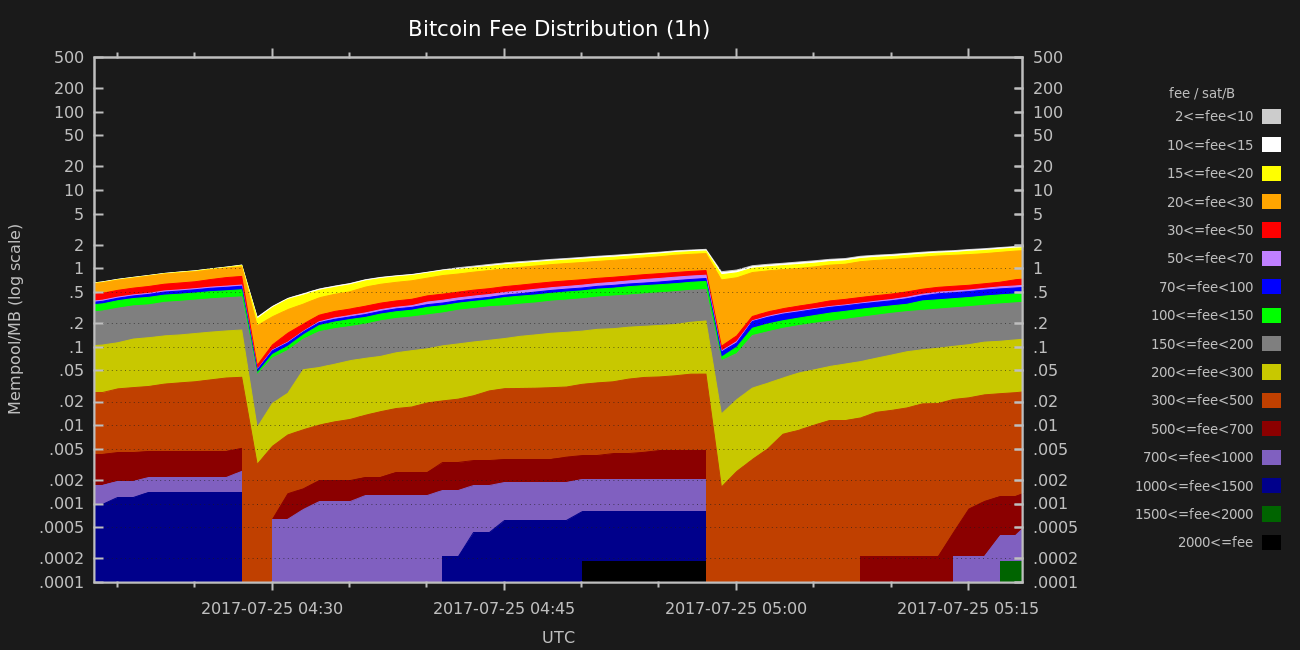 Bitcoin Fee Distribution (1h)
Mempool/MB (log scale)
500
200
100
50
20
10
5
2
1
.5
.2
.1
.05
.02
.01
.005
.002
.001
.0005
.0002
.0001
500
200
100
50
20
10
5
2
1
.5
.2
.1
.05
.02
.01
.005
.002
.001
.0005
.0002
.0001
2017-07-25 04:30
2017-07-25 04:45
2017-07-25 05:00
2017-07-25 05:15
UTC
fee / sat/B
2<=fee<10
10<=fee<15
15<=fee<20
20<=fee<30
30<=fee<50
50<=fee<70
70<=fee<100
100<=fee<150
150<=fee<200
200<=fee<300
300<=fee<500
500<=fee<700
700<=fee<1000
1000<=fee<1500
1500<=fee<2000
2000<=fee